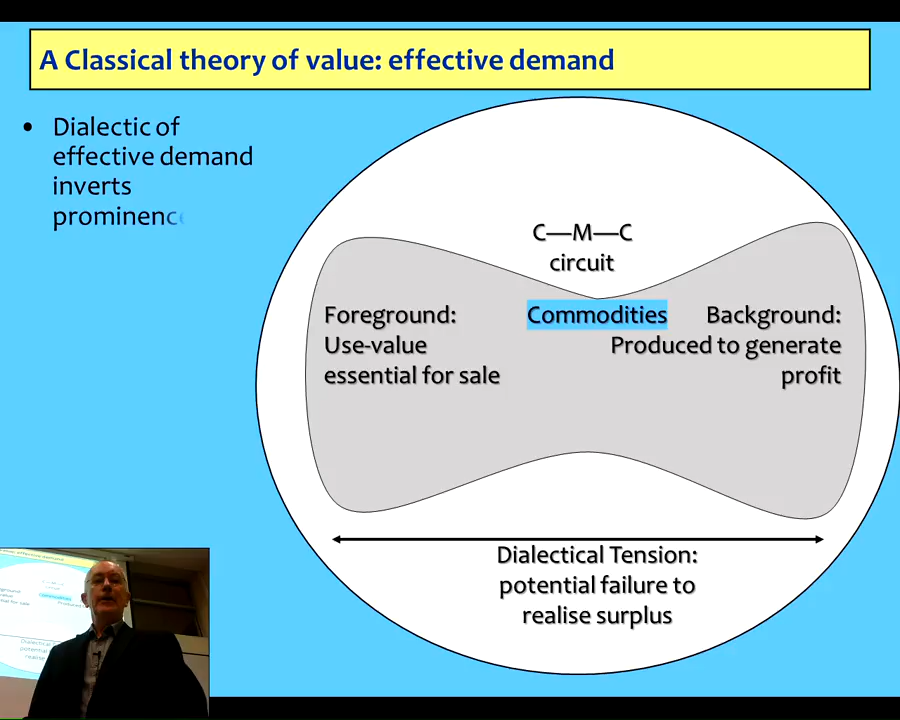 A Classical theory of value: effective demand
• Dialectic of
effective demand
inverts
prominence
C—M—C
circuit
Foreground:
Use-value
essential for sale
Commodities
Background:
Produced to generate
profit
Dialectical Tension:
potential failure to
realise surplus